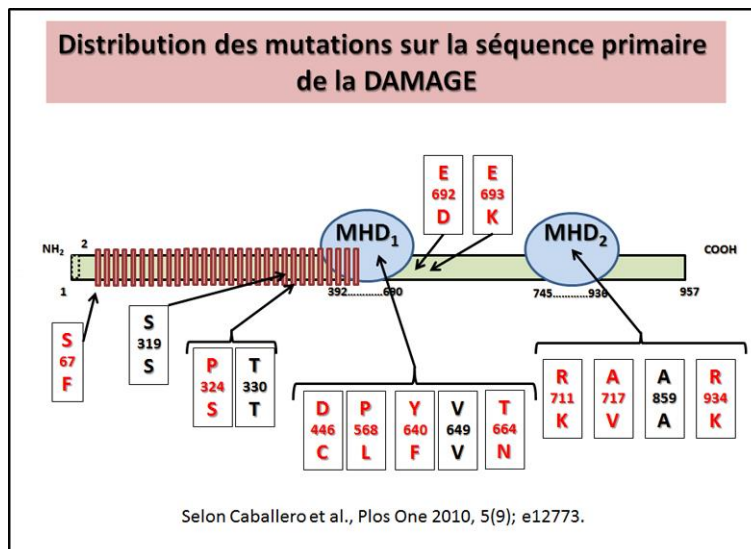 Distribution des mutations sur la séquence primaire
de la DAMAGE
E
692
D
E
693
K
NH2
2
MHD1
MHD2
COOH
1
392............690
745............936
957
S
67
F
S
319
S
P
324
S
T
330
T
D
446
C
P
568
L
Y
640
F
V
649
V
T
664
N
R
711
K
A
717
V
A
859
A
R
934
K
Selon Caballero et al., Plos One 2010, 5(9); e12773.